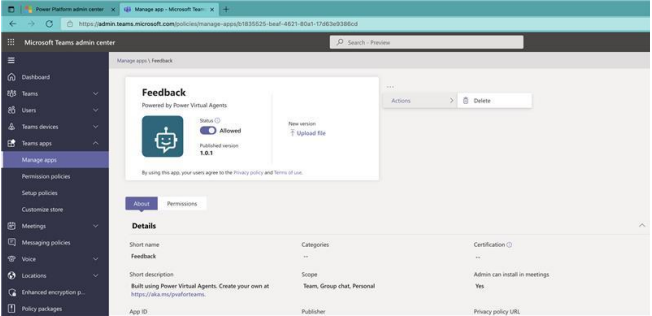 Power Platform admin center
Manage app - Microsoft Team
https://admin.teams.microsoft.com/policies/manage-apps/b1835525-beaf-4621-80a1-17d63e9386cd
Microsoft Teams admin center
Search - Preview
Manage apps \ Feedback
Dashboard
Teams
Users
Teams devices
Teams apps
Manage apps
Permission policies
Setup policies
Customize store
Meetings
Messaging policies
Voice
Locations
Enhanced encryption p...
Policy packages
Feedback
Powered by Power Virtual Agents
Status
Allowed
Published version
1.0.1
New version
Upload file
By using this app, your users agree to the Privacy policy and Terms of use.
...
Actions
Delete
About
Permissions
Details
Short name
Feedback
Categories
--
Certification
--
Short description
Built using Power Virtual Agents. Create your own at
https://aka.ms/pvaforteams.
Scope
Team, Group chat, Personal
Admin can install in meetings
Yes
App ID
Publisher
Privacy policy URL